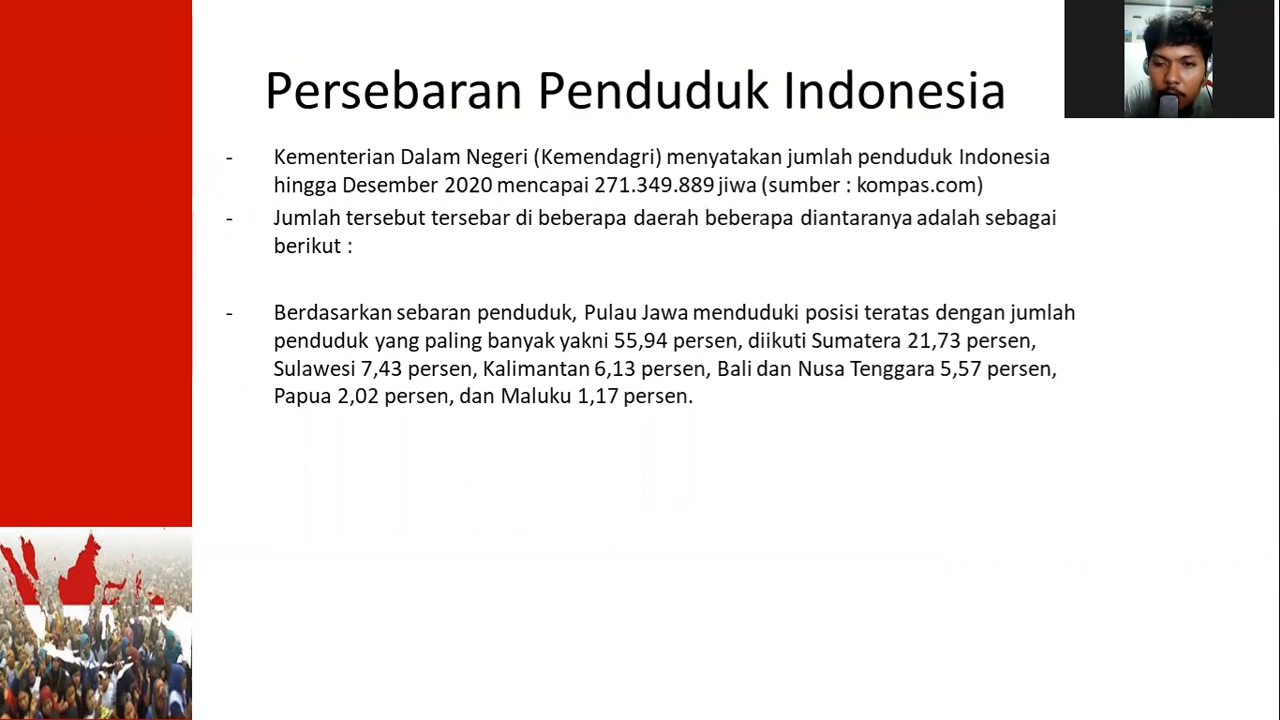 Persebaran Penduduk Indonesia
- Kementerian Dalam Negeri (Kemendagri) menyatakan jumlah penduduk Indonesia
hingga Desember 2020 mencapai 271.349.889 jiwa (sumber : kompas.com)
- Jumlah tersebut tersebar di beberapa daerah beberapa diantaranya adalah sebagai
berikut :
- Berdasarkan sebaran penduduk, Pulau Jawa menduduki posisi teratas dengan jumlah
penduduk yang paling banyak yakni 55,94 persen, diikuti Sumatera 21,73 persen,
Sulawesi 7,43 persen, Kalimantan 6,13 persen, Bali dan Nusa Tenggara 5,57 persen,
Papua 2,02 persen, dan Maluku 1,17 persen.